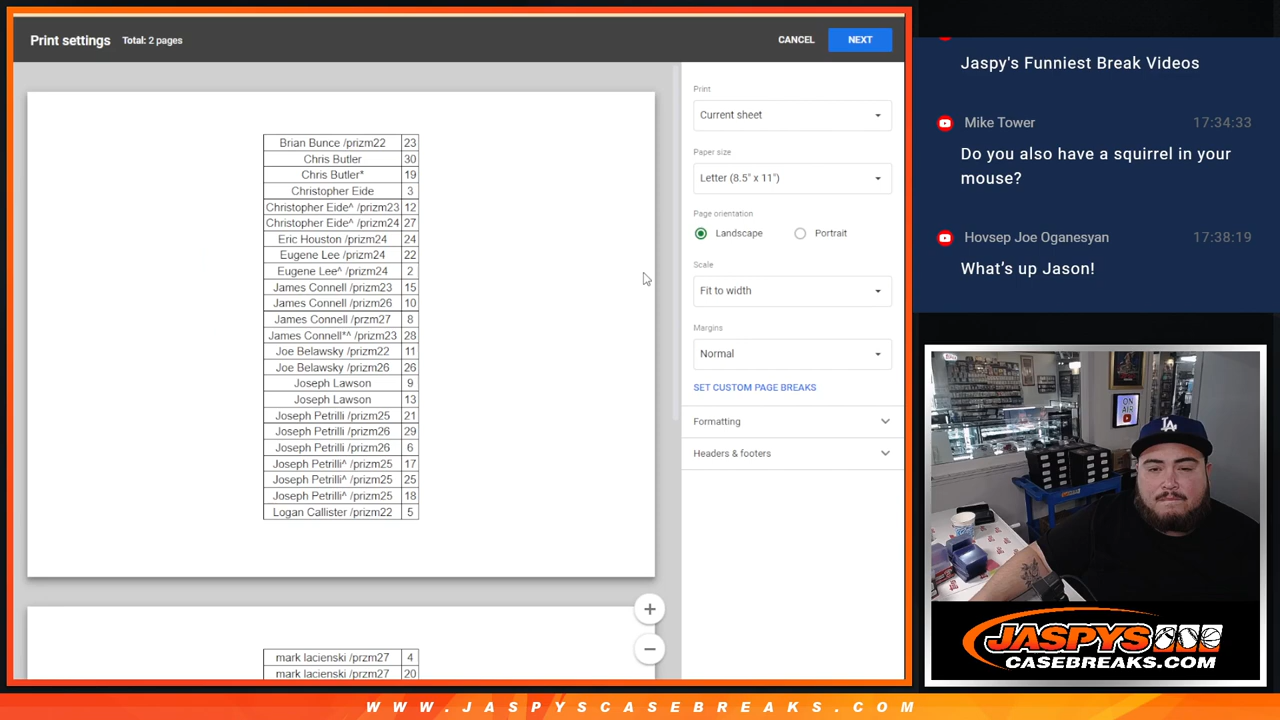 Print settings Total: 2 pages
CANCEL NEXT
Brian Bunce /prizm22 23
Chris Butler 30
Chris Butler* 19
Christopher Eide 3
Christopher Eide^ /prizm23 12
Christopher Eide^ /prizm24 27
Eric Houston /prizm24 24
Eugene Lee /prizm24 22
Eugene Lee^ /prizm24 2
James Connell /prizm23 15
James Connell /prizm26 10
James Connell /przm27 8
James Connell*^ /prizm23 28
Joe Belawsky /prizm22 11
Joe Belawsky /prizm26 26
Joseph Lawson 9
Joseph Lawson 13
Joseph Petrilli /prizm25 21
Joseph Petrilli /prizm26 29
Joseph Petrilli /prizm26 6
Joseph Petrilli^ /prizm25 17
Joseph Petrilli^ /prizm25 25
Joseph Petrilli^ /prizm25 18
Logan Callister /prizm22 5
mark lacienski /przm27 4
mark lacienski /przm27 20
Print
Current sheet
Paper size
Letter (8.5" x 11")
Page orientation
Landscape Portrait
Scale
Fit to width
Margins
Normal
SET CUSTOM PAGE BREAKS
Formatting
Headers & footers
Jaspy's Funniest Break Videos
Mike Tower 17:34:33
Do you also have a squirrel in your
mouse?
Hovsep Joe Oganesyan 17:38:19
What's up Jason!
ON
AIR
LA
JASPYS
CASEBREAKS.COM
WWW.JASPYSCASEBREAKS.COM